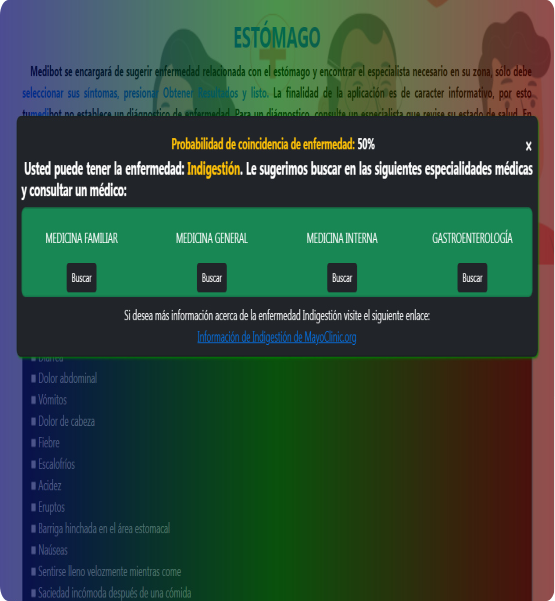 ESTÓMAGO
Medibot se encargará de sugerir enfermedad relacionada con el estómago y encontrar el especialista necesario en su zona, sólo debe
seleccionar sus síntomas, presionar Obtener Resultados y listo. La finalidad de la aplicación es de caracter informativo, por esto
tumedibot no establece un diagnóstico de enfermedad. Para un diagnóstico, consulte un especialista que revise su estado de salud. En
Probabilidad de coincidencia de enfermedad: 50%
x
Usted puede tener la enfermedad: Indigestión. Le sugerimos buscar en las siguientes especialidades médicas
y consultar un médico:
MEDICINA FAMILIAR MEDICINA GENERAL MEDICINA INTERNA GASTROENTEROLOGÍA
Buscar Buscar Buscar Buscar
Si desea más información acerca de la enfermedad Indigestión visite el siguiente enlace:
Información de Indigestión de MayoClinic.org
Diarrea
Dolor abdominal
Vómitos
Dolor de cabeza
Fiebre
Escalofríos
Acidez
Eruptos
Barriga hinchada en el área estomacal
Naúseas
Sentirse lleno velozmente mientras come
Saciedad incómoda después de una cómida